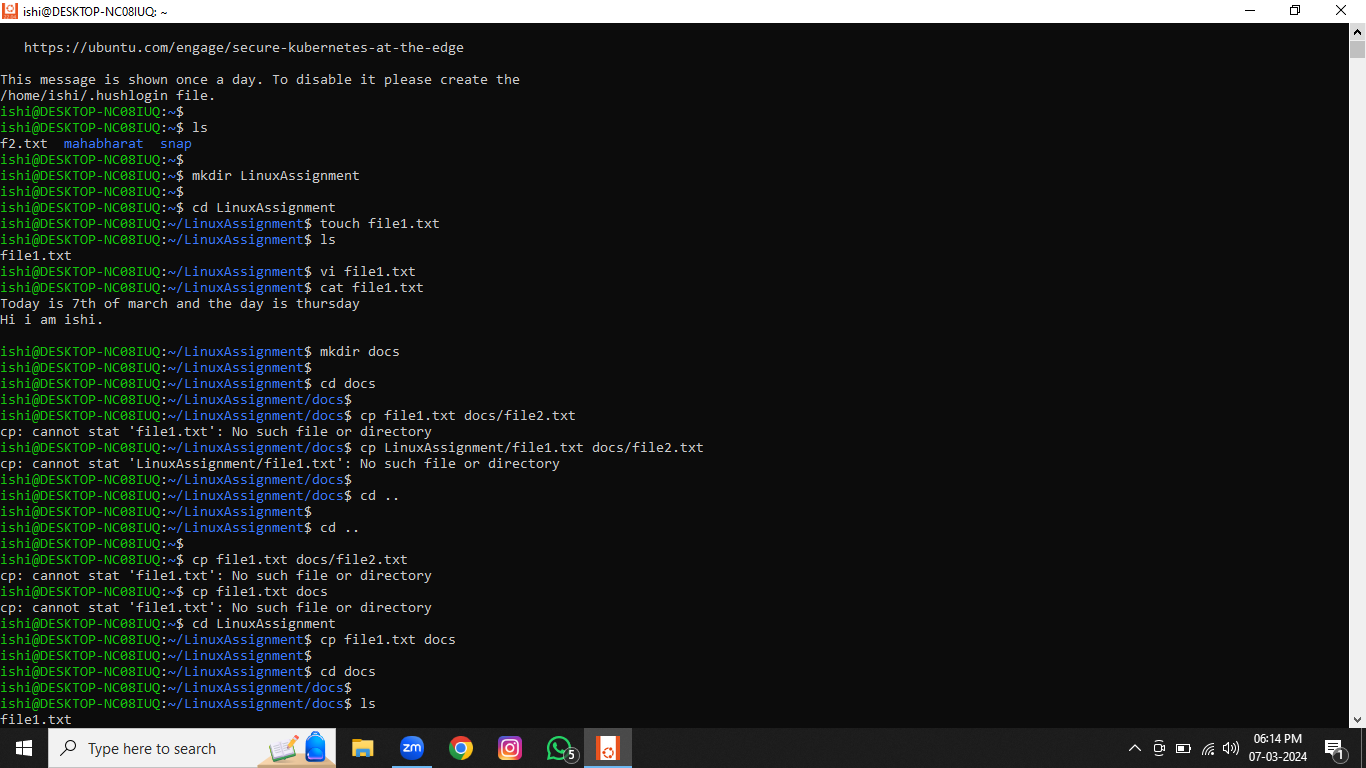 ishi@DESKTOP-NC08IUQ: ~
https://ubuntu.com/engage/secure-kubernetes-at-the-edge
This message is shown once a day. To disable it please create the
/home/ishi/.hushlogin file.
ishi@DESKTOP-NC08IUQ:~$
ishi@DESKTOP-NC08IUQ:~$ ls
f2.txt  mahabharat  snap
ishi@DESKTOP-NC08IUQ:~$
ishi@DESKTOP-NC08IUQ:~$ mkdir LinuxAssignment
ishi@DESKTOP-NC08IUQ:~$
ishi@DESKTOP-NC08IUQ:~$ cd LinuxAssignment
ishi@DESKTOP-NC08IUQ:~/LinuxAssignment$ touch file1.txt
ishi@DESKTOP-NC08IUQ:~/LinuxAssignment$ ls
file1.txt
ishi@DESKTOP-NC08IUQ:~/LinuxAssignment$ vi file1.txt
ishi@DESKTOP-NC08IUQ:~/LinuxAssignment$ cat file1.txt
Today is 7th of march and the day is thursday
Hi i am ishi.
ishi@DESKTOP-NC08IUQ:~/LinuxAssignment$ mkdir docs
ishi@DESKTOP-NC08IUQ:~/LinuxAssignment$
ishi@DESKTOP-NC08IUQ:~/LinuxAssignment$ cd docs
ishi@DESKTOP-NC08IUQ:~/LinuxAssignment/docs$
ishi@DESKTOP-NC08IUQ:~/LinuxAssignment/docs$ cp file1.txt docs/file2.txt
cp: cannot stat 'file1.txt': No such file or directory
ishi@DESKTOP-NC08IUQ:~/LinuxAssignment/docs$ cp LinuxAssignment/file1.txt docs/file2.txt
cp: cannot stat 'LinuxAssignment/file1.txt': No such file or directory
ishi@DESKTOP-NC08IUQ:~/LinuxAssignment/docs$
ishi@DESKTOP-NC08IUQ:~/LinuxAssignment/docs$ cd ..
ishi@DESKTOP-NC08IUQ:~/LinuxAssignment$
ishi@DESKTOP-NC08IUQ:~/LinuxAssignment$ cd ..
ishi@DESKTOP-NC08IUQ:~$
ishi@DESKTOP-NC08IUQ:~$ cp file1.txt docs/file2.txt
cp: cannot stat 'file1.txt': No such file or directory
ishi@DESKTOP-NC08IUQ:~$ cp file1.txt docs
cp: cannot stat 'file1.txt': No such file or directory
ishi@DESKTOP-NC08IUQ:~$ cd LinuxAssignment
ishi@DESKTOP-NC08IUQ:~/LinuxAssignment$ cp file1.txt docs
ishi@DESKTOP-NC08IUQ:~/LinuxAssignment$
ishi@DESKTOP-NC08IUQ:~/LinuxAssignment$ cd docs
ishi@DESKTOP-NC08IUQ:~/LinuxAssignment/docs$
ishi@DESKTOP-NC08IUQ:~/LinuxAssignment/docs$ ls
file1.txt
Type here to search
zm
5
06:14 PM
07-03-2024
1